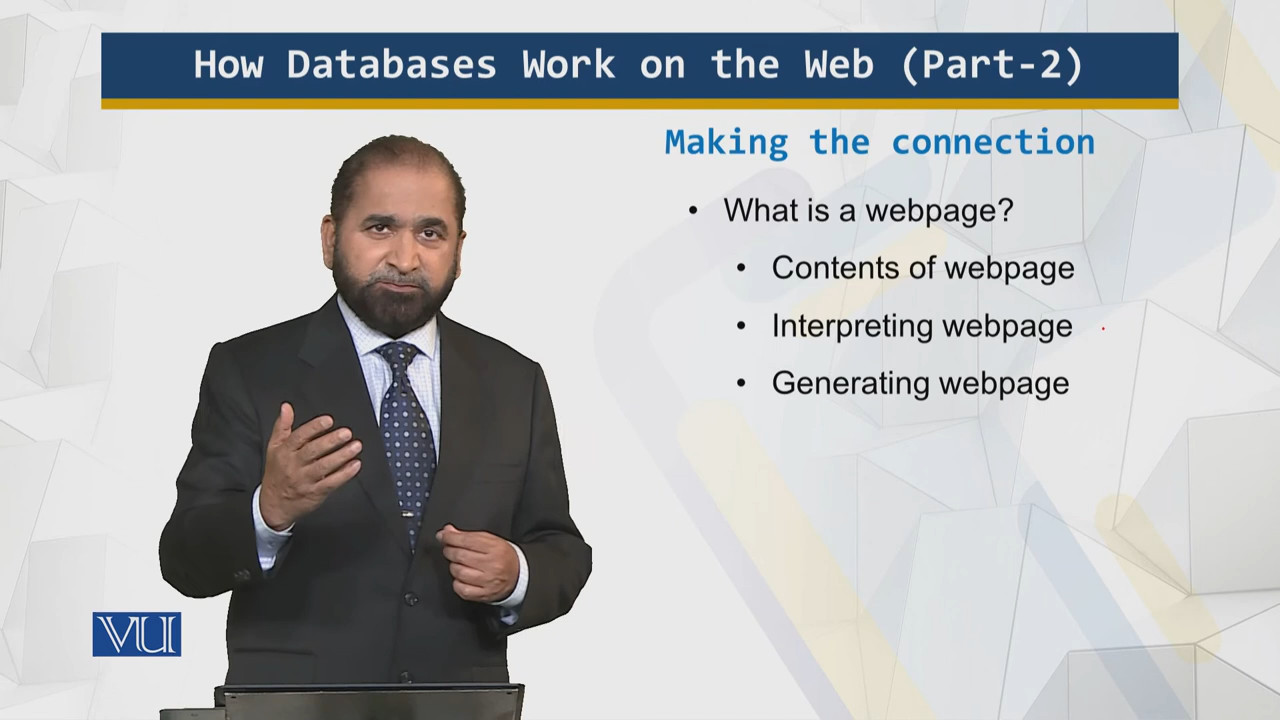 How Databases Work on the Web (Part-2)
Making the connection
• What is a webpage?
• Contents of webpage
• Interpreting webpage
• Generating webpage
VU